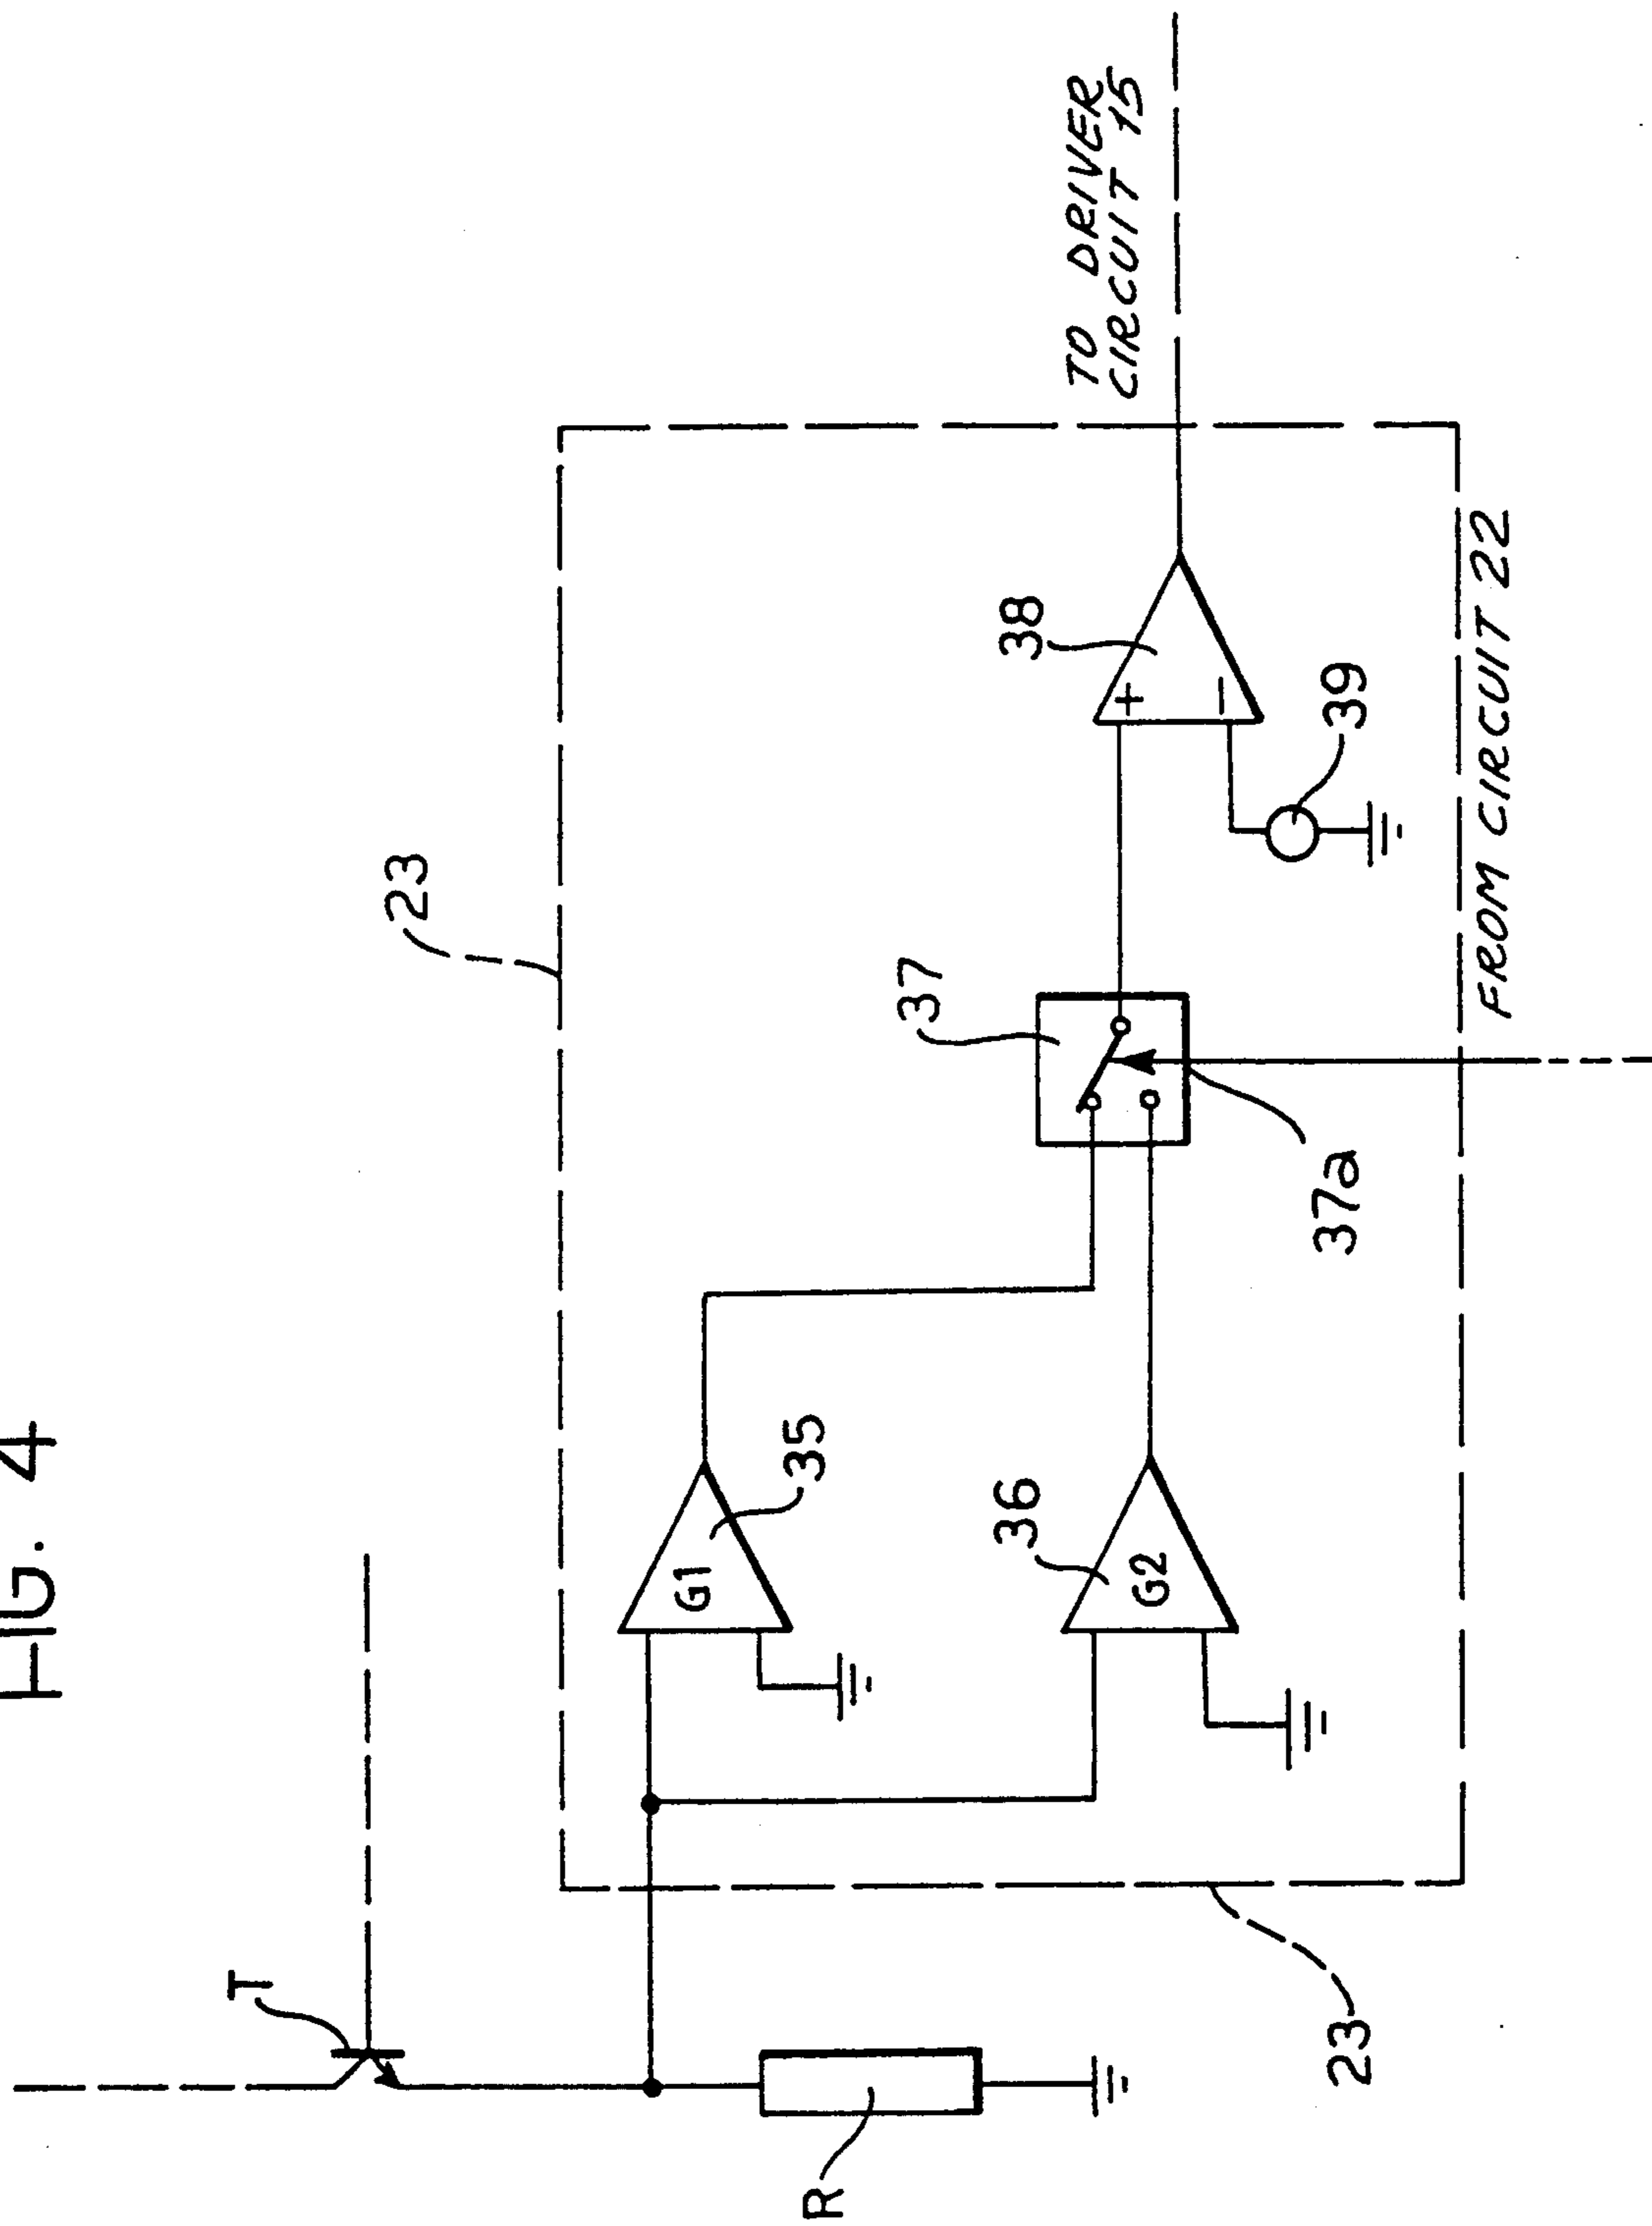 FIG. 4
T
R
23
G1
35
G2
36
37
37a
38
39
23
TO DRIVER
CIRCUIT 15
FROM CIRCUIT 22